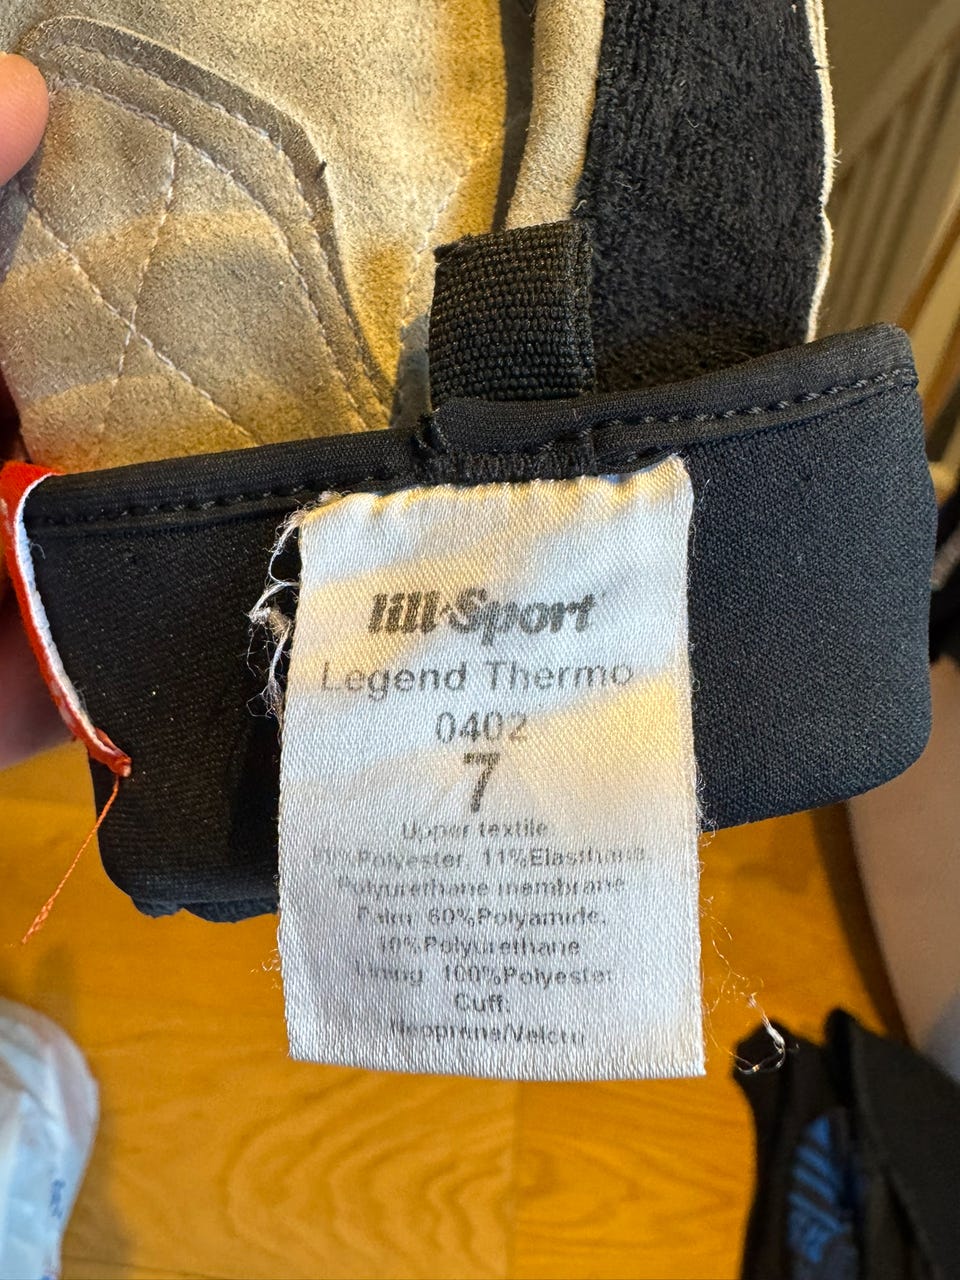 lill-Sport
Legend Thermo
0402
7
Upper textile
Polyester, 11%Elasthane,
Polyurethane membrane
Palm 60%Polyamide,
40%Polyurethane
Lining 100%Polyester
Cuff:
Neoprene/Velcro